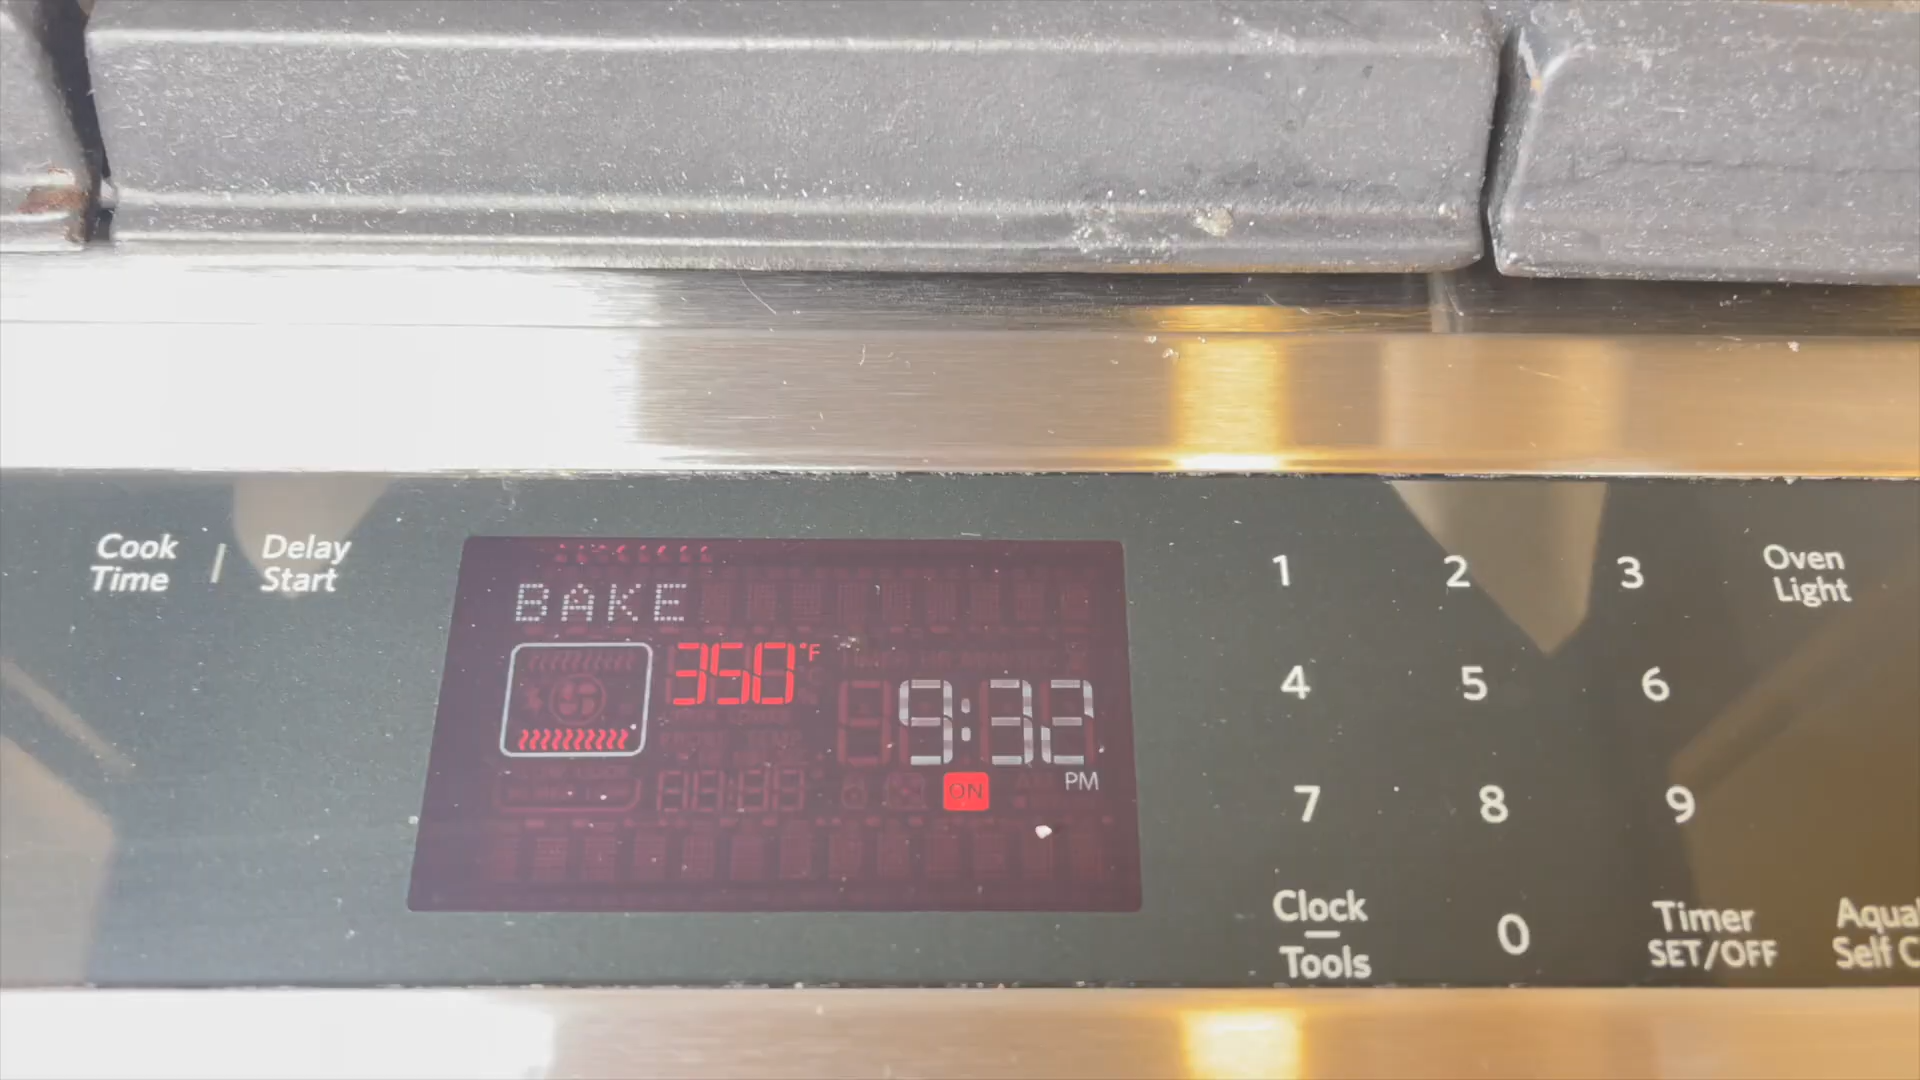 Cook Time | Delay Start
BAKE
350°F
9:32
PM
ON
1 2 3
Oven Light
4 5 6
7 8 9
Clock
Tools
0
Timer
SET/OFF
Self